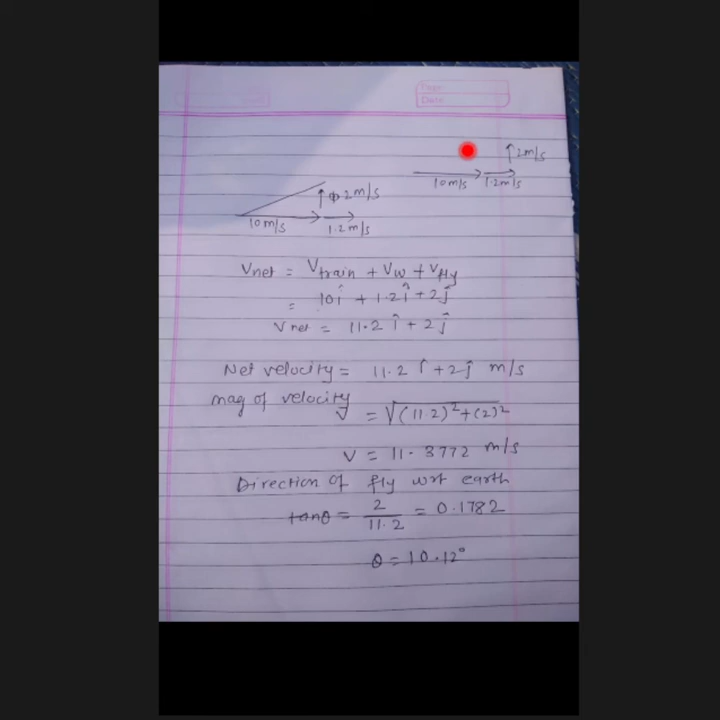 Page
Date
↑2m/s
10m/s 1.2m/s
↑ 2m/s
10m/s
1.2m/s
Vnet = Vtrain + Vw + Vfly
= 10î + 1.2î + 2ĵ
Vnet = 11.2 î + 2ĵ
Net velocity = 11.2 î + 2ĵ m/s
mag of velocity
V = √(11.2)²+(2)²
V = 11.3772 m/s
Direction of fly wrt earth
tanθ = 2/11.2 = 0.1782
θ = 10.12°